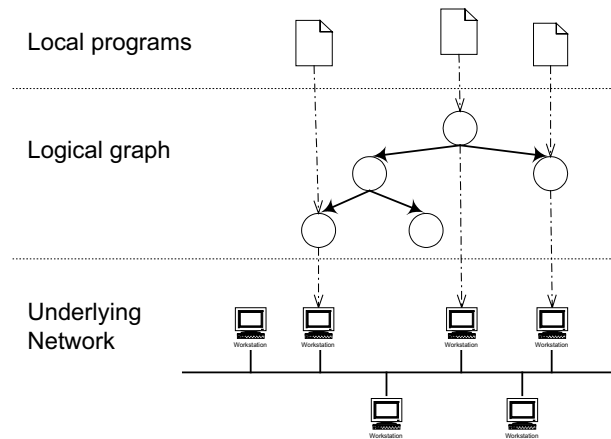 Local programs
Logical graph
Underlying
Network
Workstation
Workstation
Workstation
Workstation
Workstation
Workstation